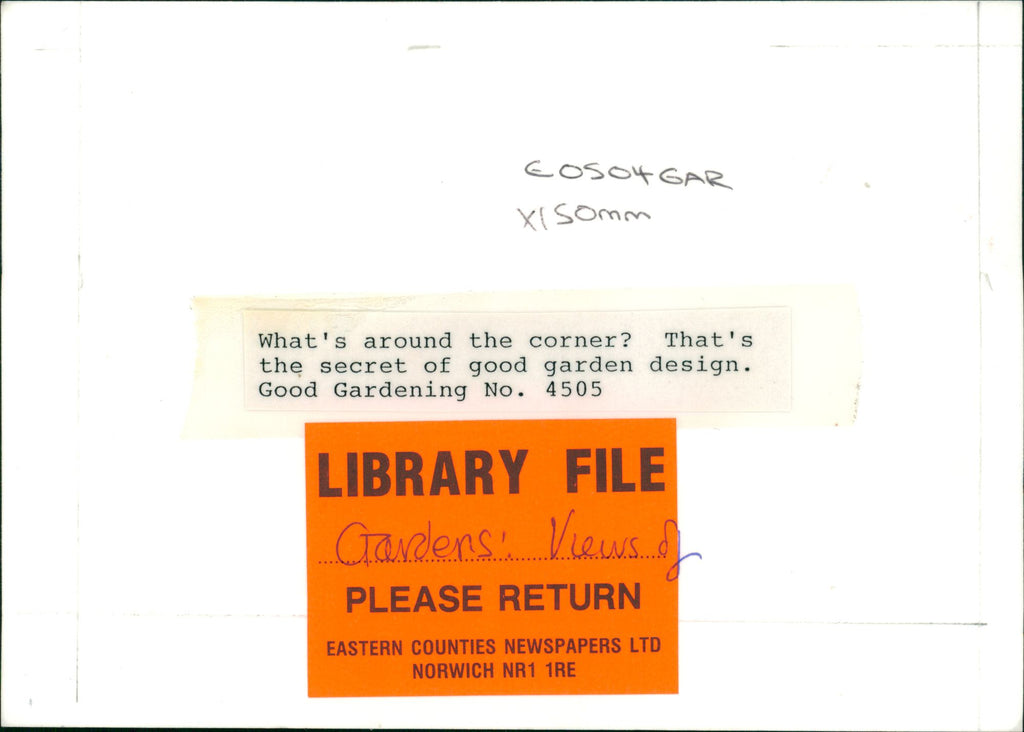 E0504GAR
X150mm
What's around the corner? That's
the secret of good garden design.
Good Gardening No. 4505
LIBRARY FILE
Gardens: Views of
PLEASE RETURN
EASTERN COUNTIES NEWSPAPERS LTD
NORWICH NR1 1RE